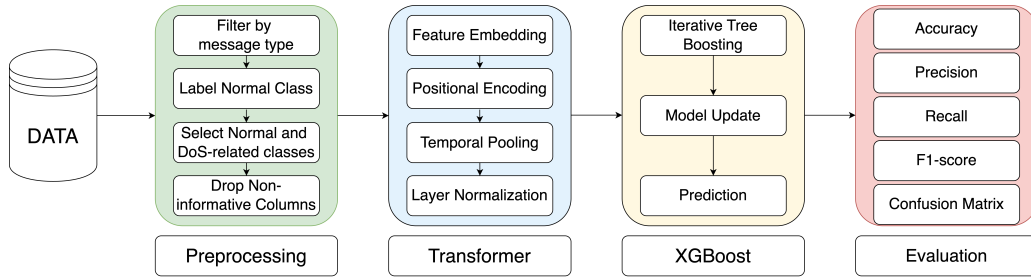 DATA
Filter by
message type
Label Normal Class
Select Normal and
DoS-related classes
Drop Non-
informative Columns
Preprocessing
Feature Embedding
Positional Encoding
Temporal Pooling
Layer Normalization
Transformer
Iterative Tree
Boosting
Model Update
Prediction
XGBoost
Accuracy
Precision
Recall
F1-score
Confusion Matrix
Evaluation